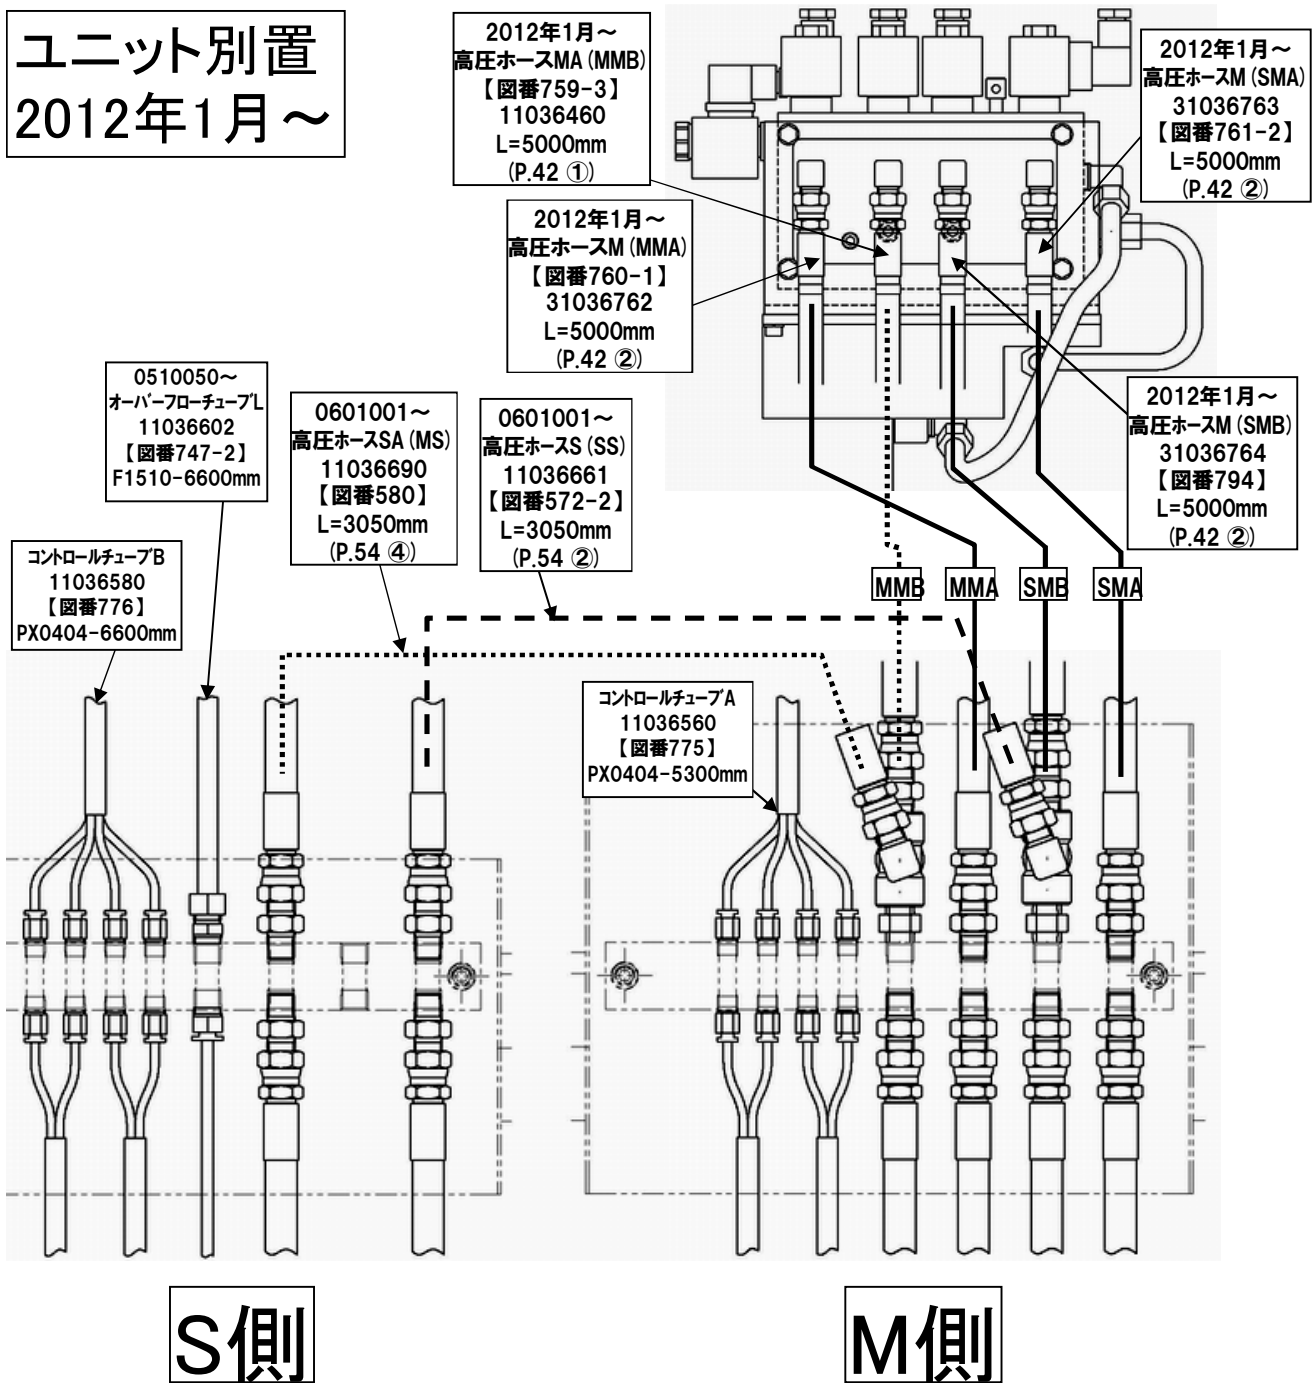 ユニット別置
2012年1月～
2012年1月～
高圧ホースMA(MMB)
【図番759-3】
11036460
L=5000mm
(P.42 ①)
2012年1月～
高圧ホースM(SMA)
31036763
【図番761-2】
L=5000mm
(P.42 ②)
2012年1月～
高圧ホースM(MMA)
【図番760-1】
31036762
L=5000mm
(P.42 ②)
0510050～
オーバーフローチューブL
11036602
【図番747-2】
F1510-6600mm
0601001～
高圧ホースSA(MS)
11036690
【図番580】
L=3050mm
(P.54 ④)
0601001～
高圧ホースS(SS)
11036661
【図番572-2】
L=3050mm
(P.54 ②)
2012年1月～
高圧ホースM(SMB)
31036764
【図番794】
L=5000mm
(P.42 ②)
コントロールチューブB
11036580
【図番776】
PX0404-6600mm
MMB
MMA
SMB
SMA
コントロールチューブA
11036560
【図番775】
PX0404-5300mm
S側
M側